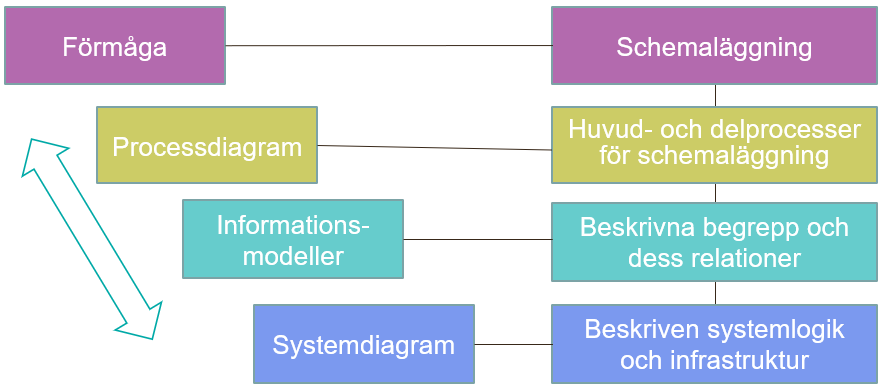 Förmåga
Schemaläggning
Processdiagram
Huvud- och delprocesser
för schemaläggning
Informations-
modeller
Beskrivna begrepp och
dess relationer
Systemdiagram
Beskriven systemlogik
och infrastruktur